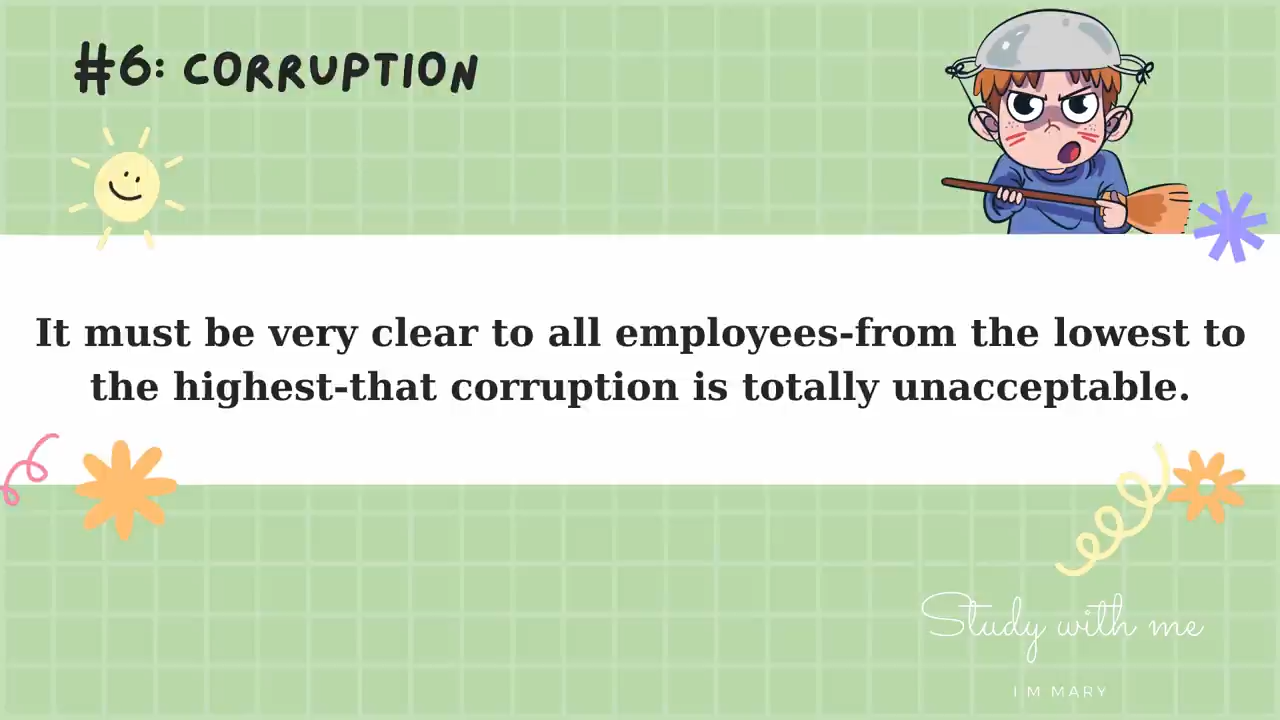 #6: CORRUPTION
It must be very clear to all employees-from the lowest to
the highest-that corruption is totally unacceptable.
Study with me
I M MARY